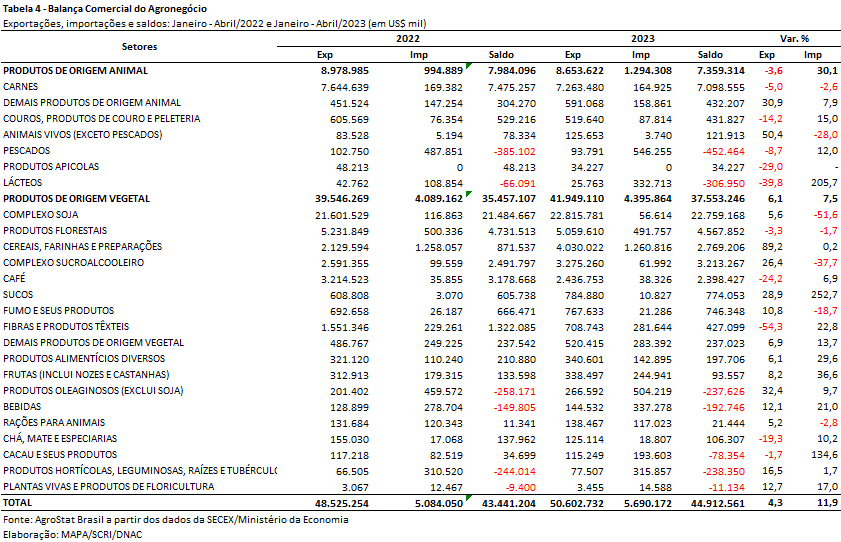 Tabela 4 - Balança Comercial do Agronegócio
Exportações, importações e saldos: Janeiro - Abril/2022 e Janeiro - Abril/2023 (em US$ mil)
Setores 2022 2023 Var. %
Exp Imp Saldo Exp Imp Saldo Exp Imp
PRODUTOS DE ORIGEM ANIMAL 8.978.985 994.889 7.984.096 8.653.622 1.294.308 7.359.314 -3,6 30,1
CARNES 7.644.639 169.382 7.475.257 7.263.480 164.925 7.098.555 -5,0 -2,6
DEMAIS PRODUTOS DE ORIGEM ANIMAL 451.524 147.254 304.270 591.068 158.861 432.207 30,9 7,9
COUROS, PRODUTOS DE COURO E PELETERIA 605.569 76.354 529.216 519.640 87.814 431.827 -14,2 15,0
ANIMAIS VIVOS (EXCETO PESCADOS) 83.528 5.194 78.334 125.653 3.740 121.913 50,4 -28,0
PESCADOS 102.750 487.851 -385.102 93.791 546.255 -452.464 -8,7 12,0
PRODUTOS APICOLAS 48.213 0 48.213 34.227 0 34.227 -29,0 -
LÁCTEOS 42.762 108.854 -66.091 25.763 332.713 -306.950 -39,8 205,7
PRODUTOS DE ORIGEM VEGETAL 39.546.269 4.089.162 35.457.107 41.949.110 4.395.864 37.553.246 6,1 7,5
COMPLEXO SOJA 21.601.529 116.863 21.484.667 22.815.781 56.614 22.759.168 5,6 -51,6
PRODUTOS FLORESTAIS 5.231.849 500.336 4.731.513 5.059.610 491.757 4.567.852 -3,3 -1,7
CEREAIS, FARINHAS E PREPARAÇÕES 2.129.594 1.258.057 871.537 4.030.022 1.260.816 2.769.206 89,2 0,2
COMPLEXO SUCROALCOOLEIRO 2.591.355 99.559 2.491.797 3.275.260 61.992 3.213.267 26,4 -37,7
CAFÉ 3.214.523 35.855 3.178.668 2.436.753 38.326 2.398.427 -24,2 6,9
SUCOS 608.808 3.070 605.738 784.880 10.827 774.053 28,9 252,7
FUMO E SEUS PRODUTOS 692.658 26.187 666.471 767.633 21.286 746.348 10,8 -18,7
FIBRAS E PRODUTOS TÊXTEIS 1.551.346 229.261 1.322.085 708.743 281.644 427.099 -54,3 22,8
DEMAIS PRODUTOS DE ORIGEM VEGETAL 486.767 249.225 237.542 520.415 283.392 237.023 6,9 13,7
PRODUTOS ALIMENTÍCIOS DIVERSOS 321.120 110.240 210.880 340.601 142.895 197.706 6,1 29,6
FRUTAS (INCLUI NOZES E CASTANHAS) 312.913 179.315 133.598 338.497 244.941 93.557 8,2 36,6
PRODUTOS OLEAGINOSOS (EXCLUI SOJA) 201.402 459.572 -258.171 266.592 504.219 -237.626 32,4 9,7
BEBIDAS 128.899 278.704 -149.805 144.532 337.278 -192.746 12,1 21,0
RAÇÕES PARA ANIMAIS 131.684 120.343 11.341 138.467 117.023 21.444 5,2 -2,8
CHÁ, MATE E ESPECIARIAS 155.030 17.068 137.962 125.114 18.807 106.307 -19,3 10,2
CACAU E SEUS PRODUTOS 117.218 82.519 34.699 115.249 193.603 -78.354 -1,7 134,6
PRODUTOS HORTÍCOLAS, LEGUMINOSAS, RAÍZES E TUBÉRCULO 66.505 310.520 -244.014 77.507 315.857 -238.350 16,5 1,7
PLANTAS VIVAS E PRODUTOS DE FLORICULTURA 3.067 12.467 -9.400 3.455 14.588 -11.134 12,7 17,0
TOTAL 48.525.254 5.084.050 43.441.204 50.602.732 5.690.172 44.912.561 4,3 11,9
Fonte: AgroStat Brasil a partir dos dados da SECEX/Ministério da Economia
Elaboração: MAPA/SCRI/DNAC